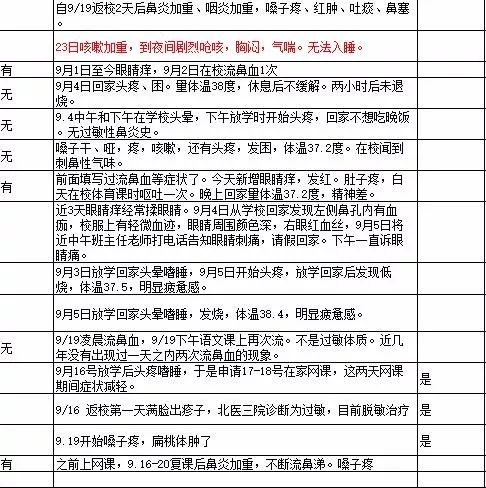 自9/19返校2天后鼻炎加重、咽炎加重，嗓子疼、红肿、吐痰、鼻塞
。
23日咳嗽加重，到夜间剧烈呛咳，胸闷，气喘。无法入睡。
有 9月1日至今眼睛痒，9月2日在校流鼻血1次
无 9月4日回家头疼、困。量体温38度，休息后不缓解。两小时后未退
烧。
无 9.4中午和下午在学校头晕，下午放学时开始头疼，回家不想吃晚饭
。无过敏性鼻炎史。
无 嗓子干、哑，疼，咳嗽，还有头疼，发困，体温37.2度。在校闻到
刺鼻性气味。
有 前面填写过流鼻血等症状了。今天新增眼睛痒，发红。肚子疼，白
天在校体育课时呕吐一次。晚上回家量体温37.2度，精神差。
近3天眼睛痒经常揉眼睛。9月4日从学校回家发现左侧鼻孔内有血
痂，校服上有轻微血迹，眼睛周围颜色深，右眼红血丝，9月5日将
近中午班主任老师打电话告知眼睛刺痛，请假回家。下午一直诉眼
睛痛。
9月3日放学回家头晕嗜睡，9月5日开始头疼，放学回家后发现低
烧，体温37.5，明显疲惫感。
9月5日放学回家头晕嗜睡，发烧，体温38.4，明显疲惫感。
无 9/19凌晨流鼻血，9/19下午语文课上再次流。不是过敏体质。近几
年没有出现过一天之内两次流鼻血的现象。
9月16号放学后头疼嗜睡，于是申请17-18号在家网课，这两天网课
期间症状减轻。 是
9/16 返校第一天满脸出疹子，北医三院诊断为过敏，目前脱敏治疗 是
9.19开始嗓子疼，扁桃体肿了 是
有 之前上网课，9.16-20复课后鼻炎加重，不断流鼻涕。嗓子疼